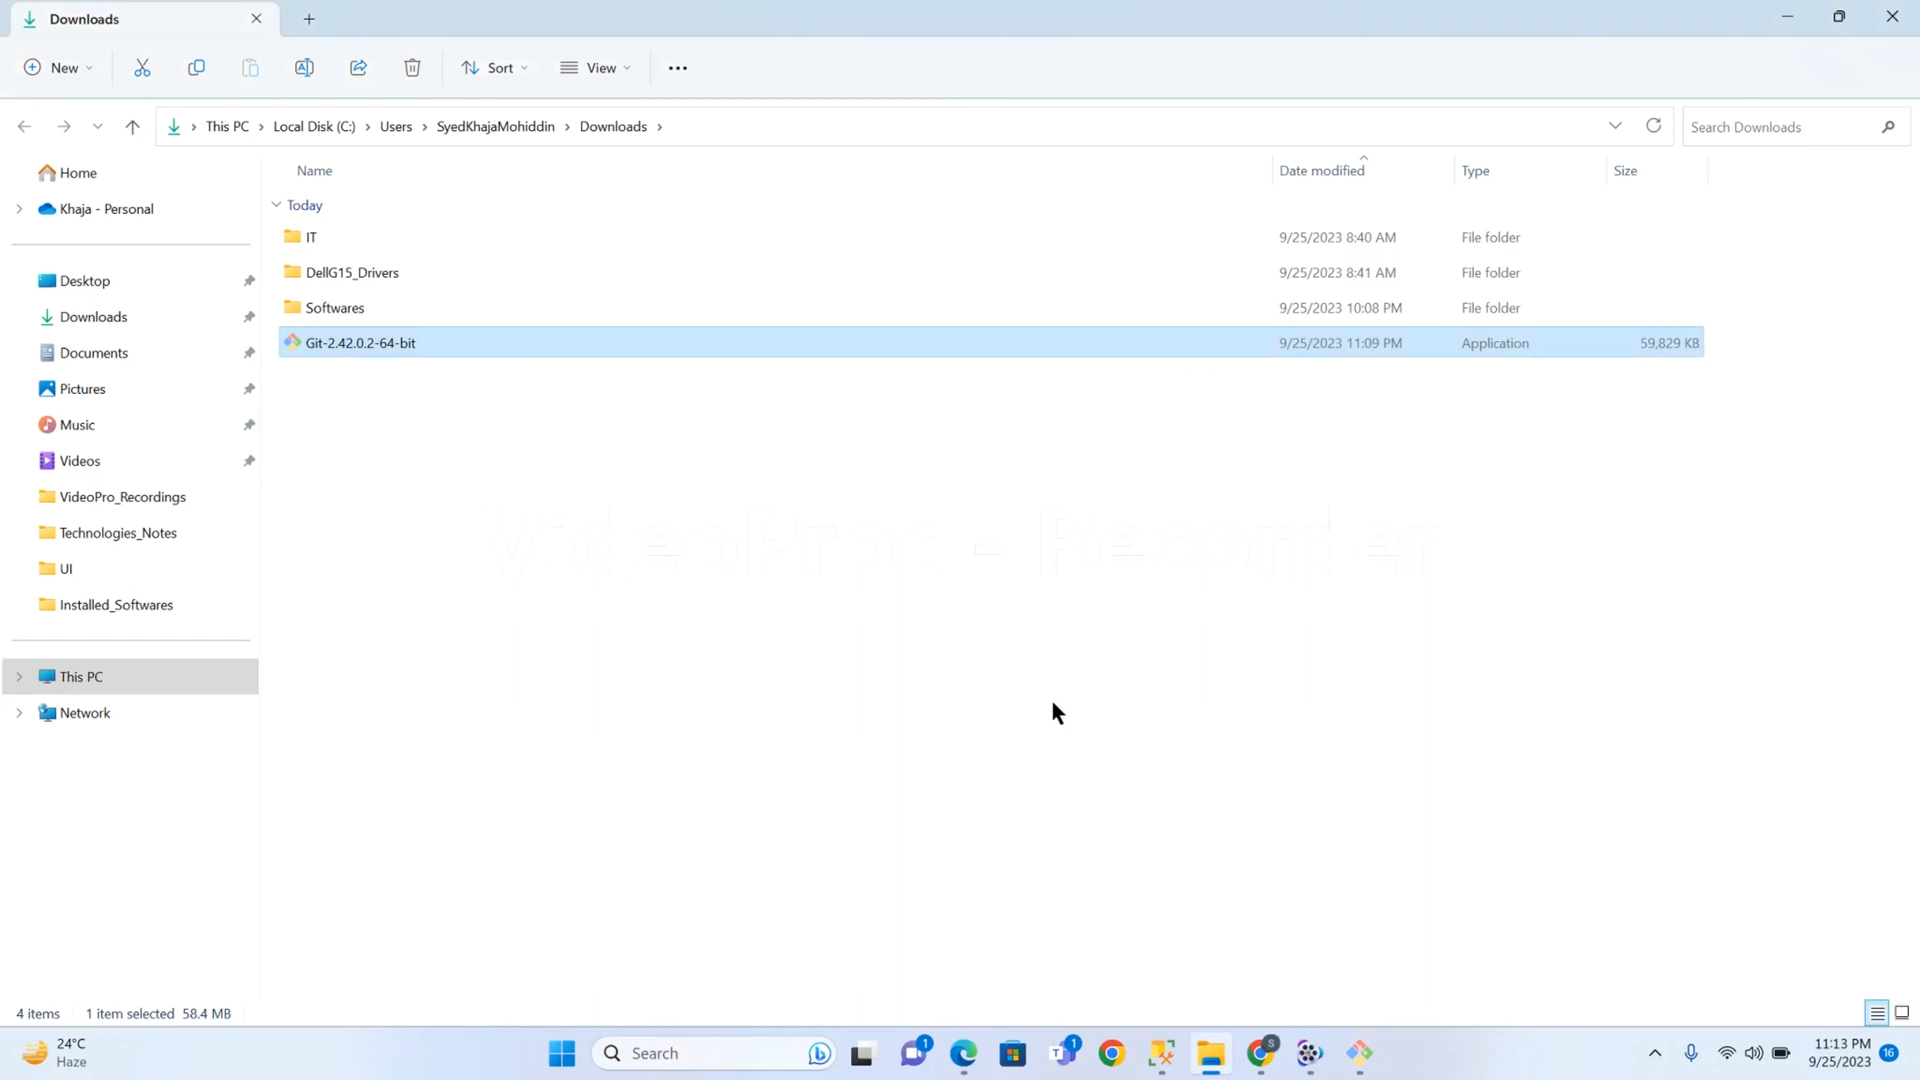 Downloads
New
Sort
View
This PC
Local Disk (C:)
Users
SyedKhajaMohiddin
Downloads
Search Downloads
Home
Khaja - Personal
Desktop
Downloads
Documents
Pictures
Music
Videos
VideoPro_Recordings
Technologies_Notes
UI
Installed_Softwares
This PC
Network
Name Date modified Type Size
Today
IT 9/25/2023 8:40 AM File folder
DellG15_Drivers 9/25/2023 8:41 AM File folder
Softwares 9/25/2023 10:08 PM File folder
Git-2.42.0.2-64-bit 9/25/2023 11:09 PM Application 59,829 KB
VideoProc - Recorder
4 items 1 item selected 58.4 MB
24°C
Haze
Search
1
T 1
S
11:13 PM
9/25/2023
16